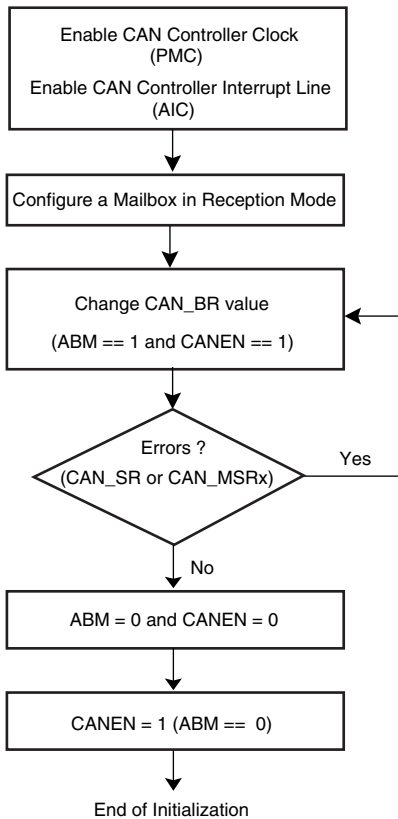 Enable CAN Controller Clock
(PMC)
Enable CAN Controller Interrupt Line
(AIC)
Configure a Mailbox in Reception Mode
Change CAN_BR value
(ABM == 1 and CANEN == 1)
Errors ?
(CAN_SR or CAN_MSRx)
Yes
No
ABM = 0 and CANEN = 0
CANEN = 1 (ABM == 0)
End of Initialization